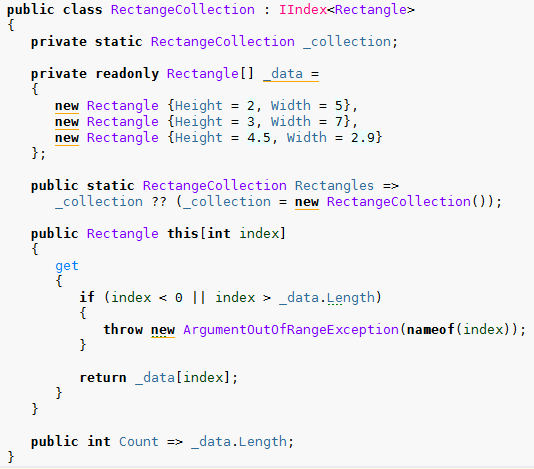 public class RectangeCollection : IIndex<Rectangle>
{
private static RectangeCollection _collection;
private readonly Rectangle[] _data =
{
new Rectangle {Height = 2, Width = 5},
new Rectangle {Height = 3, Width = 7},
new Rectangle {Height = 4.5, Width = 2.9}
};
public static RectangeCollection Rectangles =>
_collection ?? (_collection = new RectangeCollection());
public Rectangle this[int index]
{
get
{
if (index < 0 || index > _data.Length)
{
throw new ArgumentOutOfRangeException(nameof(index));
}
return _data[index];
}
}
public int Count => _data.Length;
}